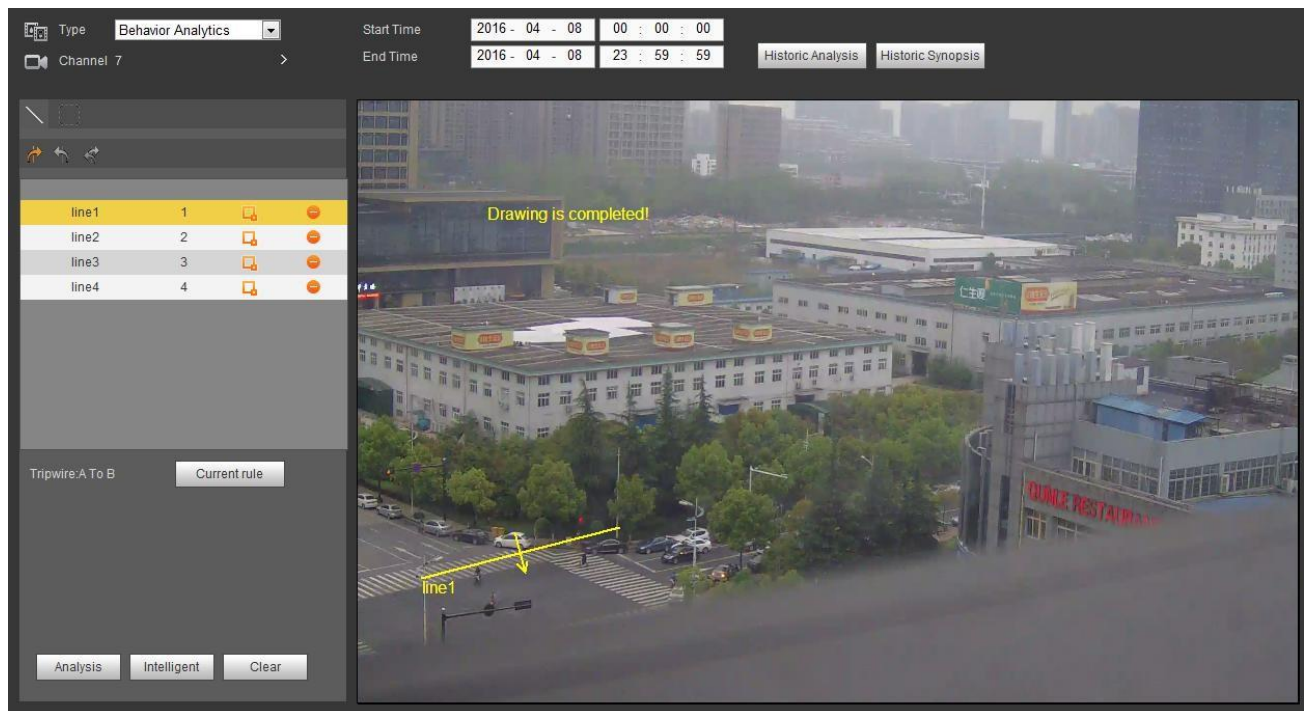 Type Behavior Analytics
Start Time 2016 - 04 - 08 00 : 00 : 00
Channel 7 >
End Time 2016 - 04 - 08 23 : 59 : 59
Historic Analysis Historic Synopsis
line1 1
line2 2
line3 3
line4 4
Tripwire:A To B Current rule
Analysis Intelligent Clear
Drawing is completed!
仁生源
line1